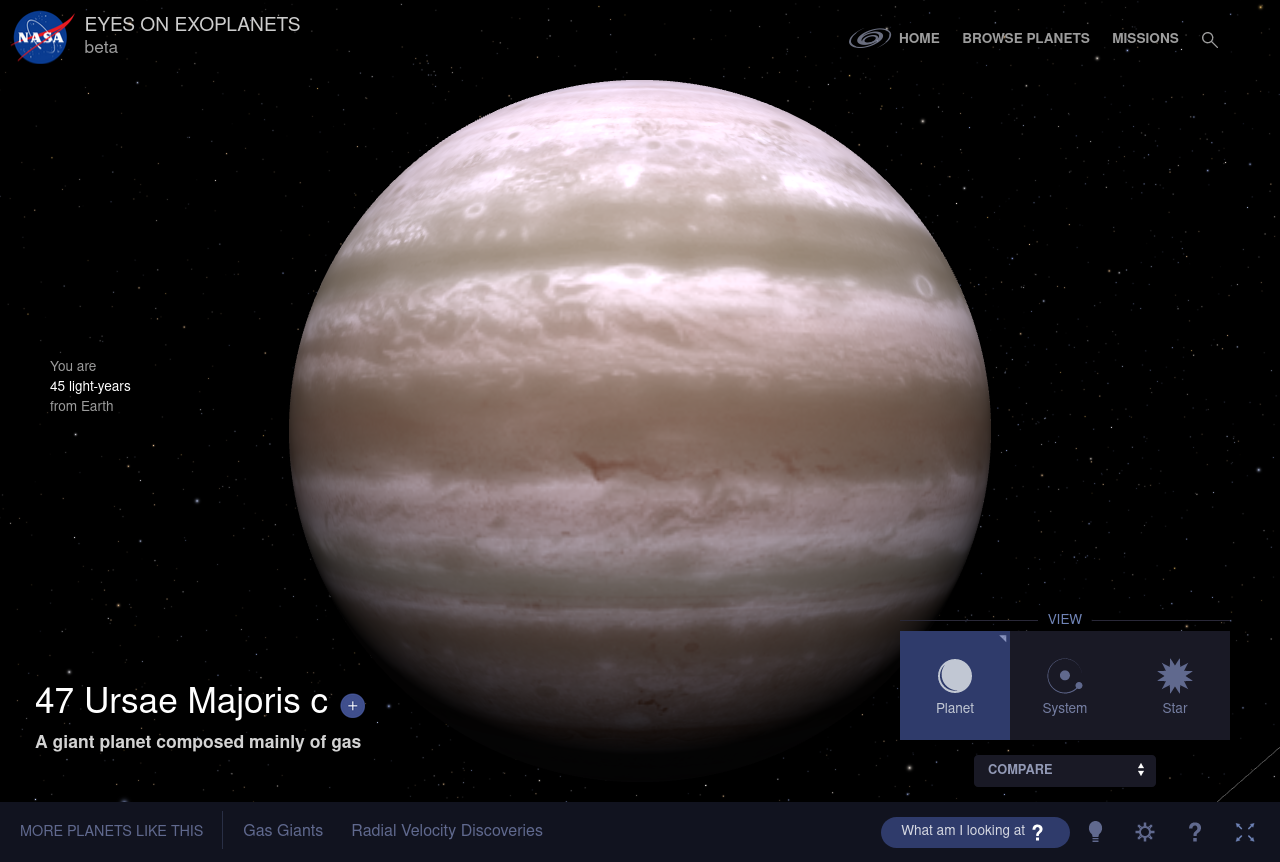 NASA
EYES ON EXOPLANETS
beta
HOME BROWSE PLANETS MISSIONS
You are
45 light-years
from Earth
47 Ursae Majoris c +
A giant planet composed mainly of gas
VIEW
Planet System Star
COMPARE
MORE PLANETS LIKE THIS Gas Giants Radial Velocity Discoveries
What am I looking at ? ?